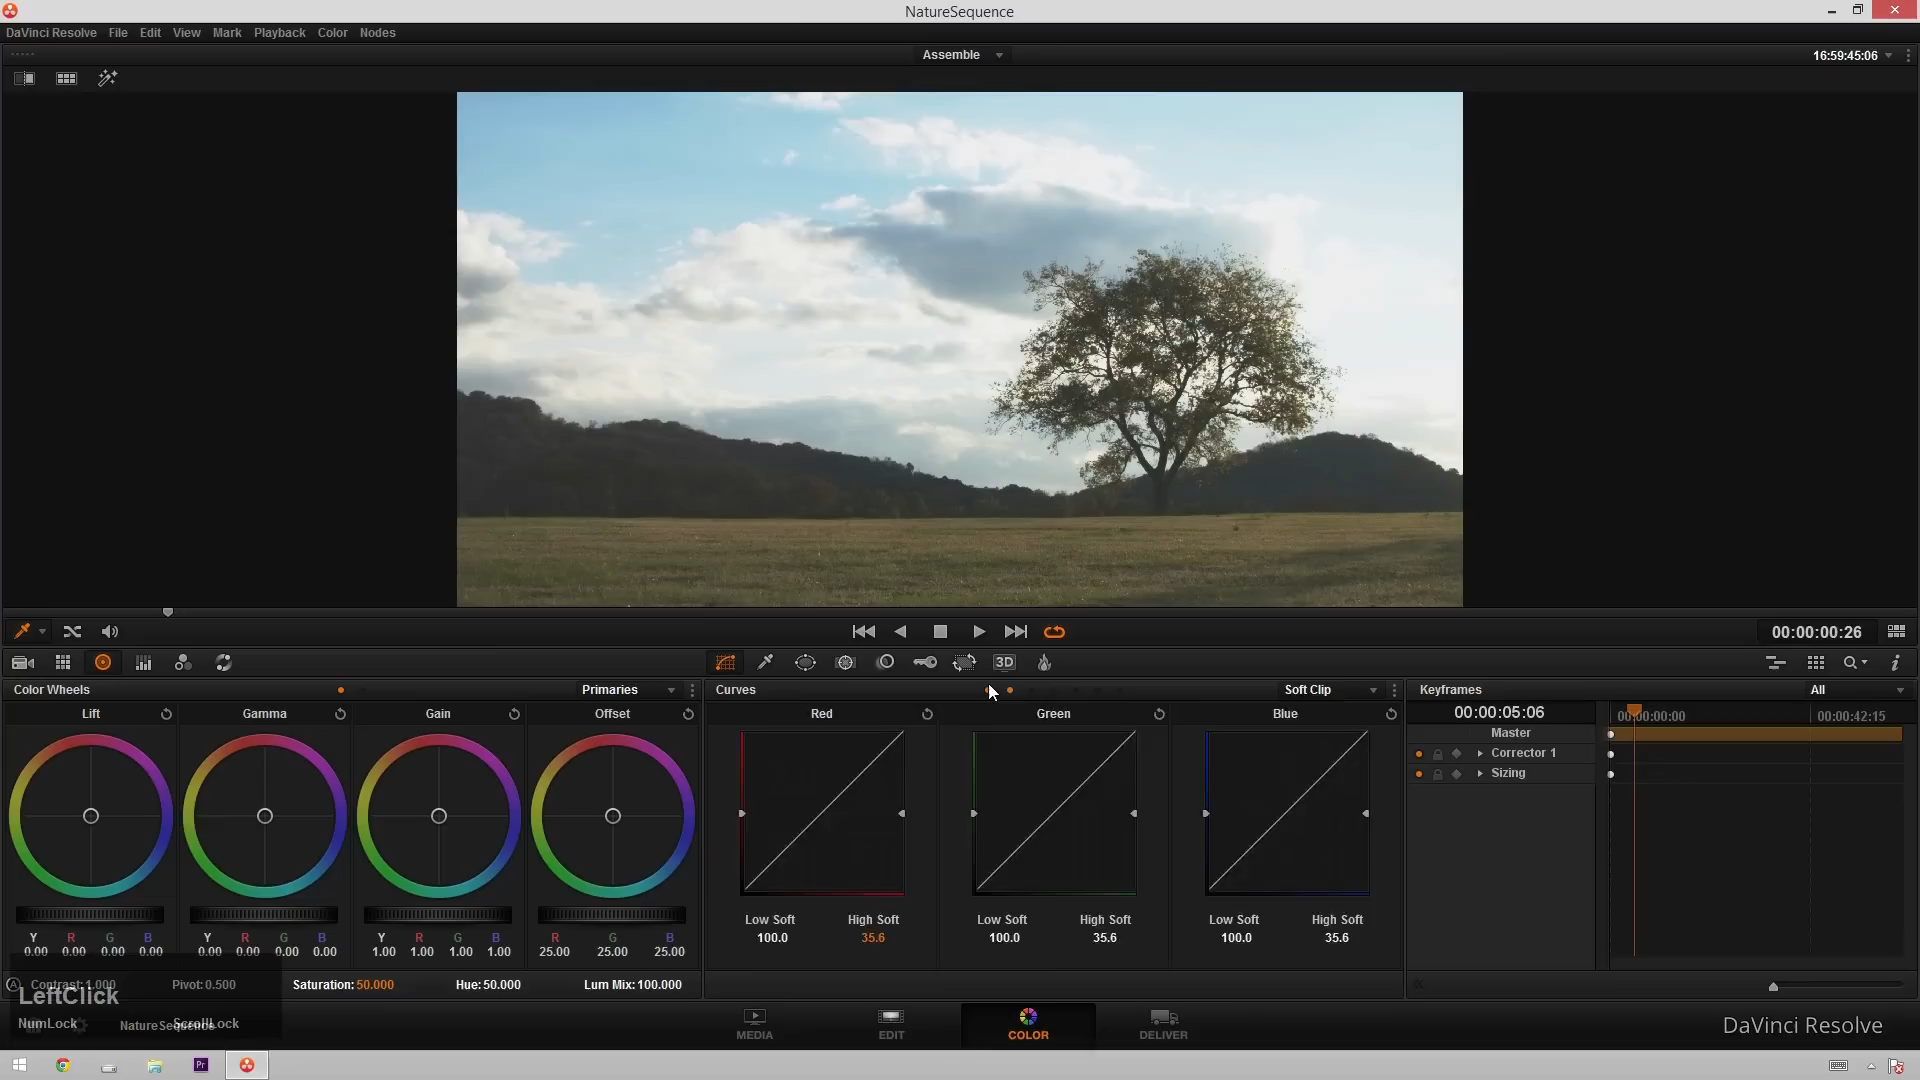 NatureSequence
DaVinci Resolve File Edit View Mark Playback Color Nodes
Assemble
16:59:45:06
00:00:00:26
3D
Color Wheels
Primaries
Curves
Soft Clip
Keyframes
All
Lift
Gamma
Gain
Offset
Red
Green
Blue
00:00:05:06
00:00:00:00
00:00:42:15
Master
Corrector 1
Sizing
Low Soft High Soft
100.0 35.6
Low Soft High Soft
100.0 35.6
Low Soft High Soft
100.0 35.6
Y R G B
0.00 0.00 0.00 0.00
Y R G B
0.00 0.00 0.00 0.00
Y R G B
1.00 1.00 1.00 1.00
R G B
25.00 25.00 25.00
A Contrast: 1.000
Pivot: 0.500
Saturation: 50.000
Hue: 50.000
Lum Mix: 100.000
LeftClick
NumLock
NatureSequence
ScrollLock
MEDIA
EDIT
COLOR
DELIVER
DaVinci Resolve
Pr